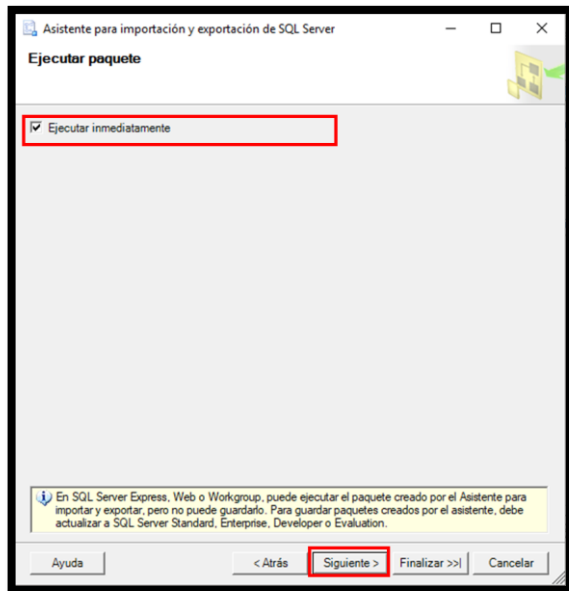 Asistente para importación y exportación de SQL Server
Ejecutar paquete
Ejecutar inmediatamente
En SQL Server Express, Web o Workgroup, puede ejecutar el paquete creado por el Asistente para
importar y exportar, pero no puede guardarlo. Para guardar paquetes creados por el asistente, debe
actualizar a SQL Server Standard, Enterprise, Developer o Evaluation.
Ayuda
< Atrás
Siguiente >
Finalizar >>|
Cancelar